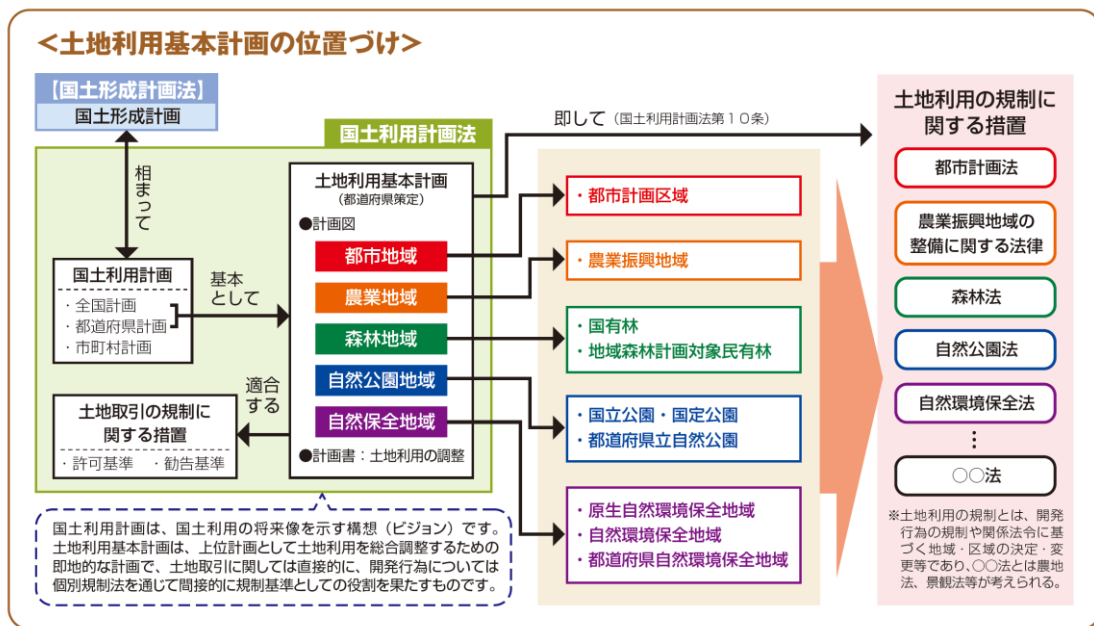 ＜土地利用基本計画の位置づけ＞
【国土形成計画法】
国土形成計画
相まって
国土利用計画法
国土利用計画
・全国計画
・都道府県計画
・市町村計画
基本
として
土地利用基本計画
（都道府県策定）
●計画図
都市地域
農業地域
森林地域
自然公園地域
自然保全地域
●計画書：土地利用の調整
適合
する
土地取引の規制に
関する措置
・許可基準　・勧告基準
即して（国土利用計画法第１０条）
・都市計画区域
・農業振興地域
・国有林
・地域森林計画対象民有林
・国立公園・国定公園
・都道府県立自然公園
・原生自然環境保全地域
・自然環境保全地域
・都道府県自然環境保全地域
土地利用の規制に
関する措置
都市計画法
農業振興地域の
整備に関する法律
森林法
自然公園法
自然環境保全法
⋮
○○法
※土地利用の規制とは、開発
行為の規制や関係法令に基
づく地域・区域の決定・変
更等であり、○○法とは農地
法、景観法等が考えられる。
国土利用計画は、国土利用の将来像を示す構想（ビジョン）です。
土地利用基本計画は、上位計画として土地利用を総合調整するための
即地的な計画で、土地取引に関しては直接的に、開発行為については
個別規制法を通じて間接的に規制基準としての役割を果たすものです。